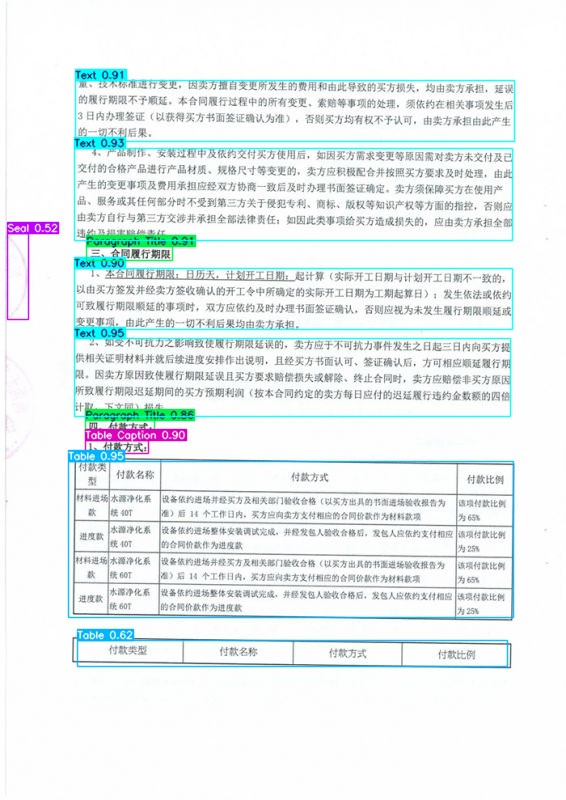 Text 0.91
量、技术标准进行变更，因卖方擅自变更所发生的费用和由此导致的买方损失，均由卖方承担，延误
的履行期限不予顺延。本合同履行过程中的所有变更、索赔等事项的处理，须依约在相关事项发生后
3 日内办理签证（以获得买方书面签证确认为准），否则买方均有权不予认可，由卖方承担由此产生
的一切不利后果。
Text 0.93
4、产品制作、安装过程中及依约交付买方使用后，如因买方需求变更等原因需对卖方未交付及已
交付的合格产品进行产品材质、规格尺寸等变更的，卖方应积极配合并按照买方要求及时处理，由此
产生的变更事项及费用承担应经双方协商一致后及时办理书面签证确定。卖方须保障买方在使用产
品、服务或其任何部分时不受到第三方关于侵犯专利、商标、版权等知识产权等方面的指控，否则应
由卖方自行与第三方交涉并承担全部法律责任；如因此类事项给买方造成损失的，应由卖方承担全部
违约及损害赔偿责任
Seal 0.52
Paragraph Title 0.91
三、合同履行期限
Text 0.90
1、本合同履行期限：日历天，计划开工日期：起计算（实际开工日期与计划开工日期不一致的，
以由买方签发并经卖方签收确认的开工令中所确定的实际开工日期为工期起算日）；发生依法或依约
可致履行期限顺延的事项时，双方应依约及时办理书面签证确认，否则应视为未发生履行期限顺延或
变更事项，由此产生的一切不利后果均由卖方承担。
Text 0.95
2、如受不可抗力之影响致使履行期限延误的，卖方应于不可抗力事件发生之日起三日内向买方提
供相关证明材料并就后续进度安排作出说明，且经买方书面认可、签证确认后，方可相应顺延履行期
限。因卖方原因致使履行期限延误且买方要求赔偿损失或解除、终止合同时，卖方应赔偿非买方原因
所致履行期限迟延期间的买方预期利润（按本合同约定的卖方每日应付的迟延履行违约金数额的四倍
计取，下文同）损失
Paragraph Title 0.86
四、付款方式：
Table Caption 0.90
1、付款方式：
Table 0.95
付款类型 付款名称 付款方式 付款比例
材料进场款 水源净化系统 40T 设备依约进场并经买方及相关部门验收合格（以买方出具的书面进场验收报告为
准）后 14 个工作日内，买方应向卖方支付相应的合同价款作为材料款项 该项付款比例为 65%
进度款 水源净化系统 40T 设备依约进场整体安装调试完成，并经发包人验收合格后，发包人应依约支付相应
的合同价款作为进度款 该项付款比例为 25%
材料进场款 水源净化系统 60T 设备依约进场并经买方及相关部门验收合格（以买方出具的书面进场验收报告为
准）后 14 个工作日内，买方应向卖方支付相应的合同价款作为材料款项 该项付款比例为 65%
进度款 水源净化系统 60T 设备依约进场整体安装调试完成，并经发包人验收合格后，发包人应依约支付相应
的合同价款作为进度款 该项付款比例为 25%
Table 0.62
付款类型 付款名称 付款方式 付款比例